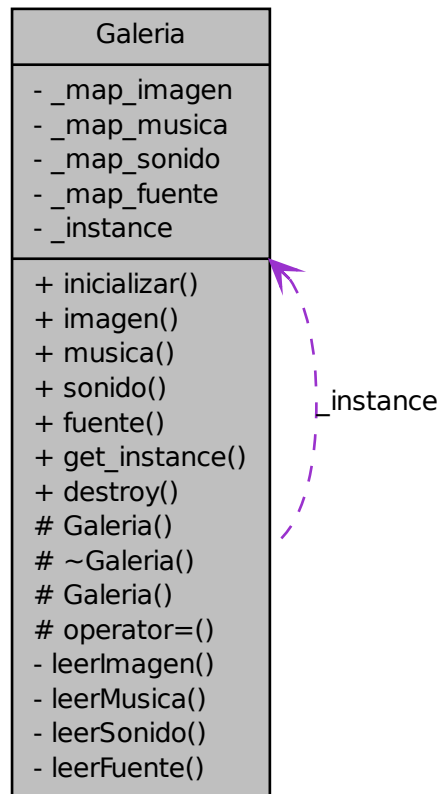 Galeria
- _map_imagen
- _map_musica
- _map_sonido
- _map_fuente
- _instance
+ inicializar()
+ imagen()
+ musica()
+ sonido()
+ fuente()
+ get_instance()
+ destroy()
# Galeria()
# ~Galeria()
# Galeria()
# operator=()
- leerImagen()
- leerMusica()
- leerSonido()
- leerFuente()
_instance